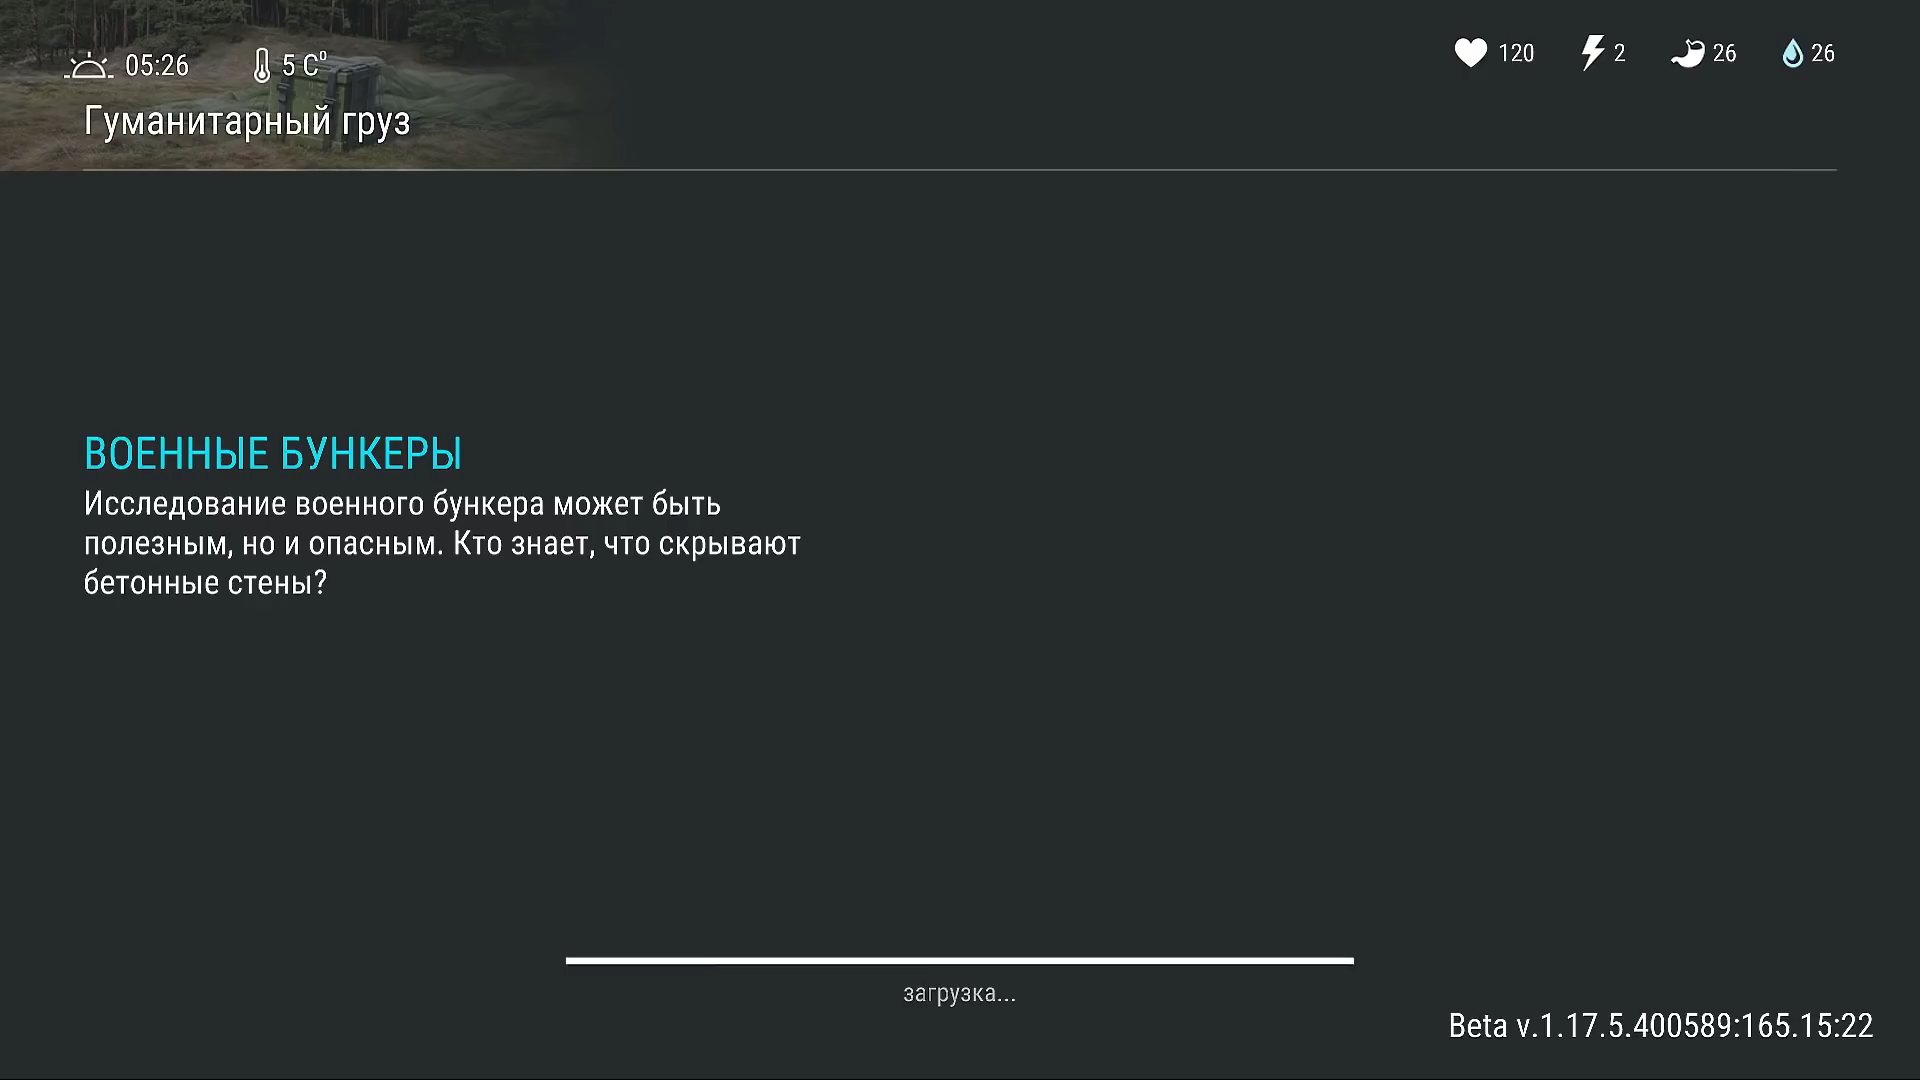 05:26 5 C⁰ 120 2 26 26
Гуманитарный груз
ВОЕННЫЕ БУНКЕРЫ
Исследование военного бункера может быть
полезным, но и опасным. Кто знает, что скрывают
бетонные стены?
загрузка...
Beta v.1.17.5.400589:165.15:22